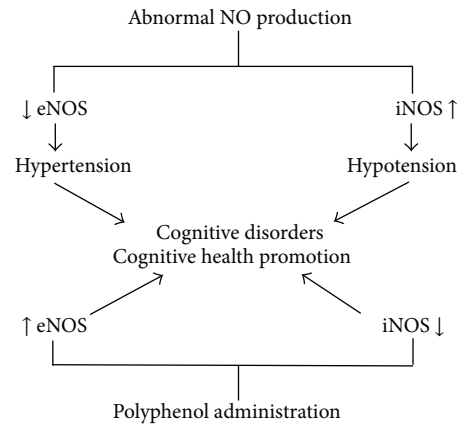 Abnormal NO production
↓ eNOS
iNOS ↑
Hypertension
Hypotension
Cognitive disorders
Cognitive health promotion
↑ eNOS
iNOS ↓
Polyphenol administration